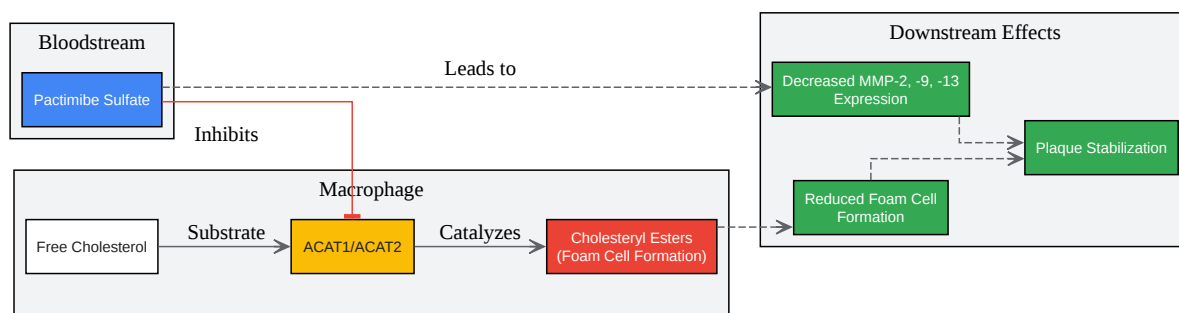 Bloodstream
Pactimibe Sulfate
Leads to
Inhibits
Downstream Effects
Decreased MMP-2, -9, -13
Expression
Plaque Stabilization
Reduced Foam Cell
Formation
Macrophage
Free Cholesterol
Substrate
ACAT1/ACAT2
Catalyzes
Cholesteryl Esters
(Foam Cell Formation)